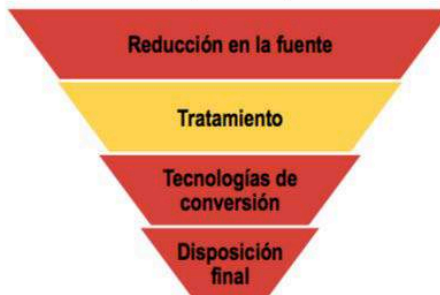 Reducción en la fuente
Tratamiento
Tecnologías de
conversión
Disposición
final